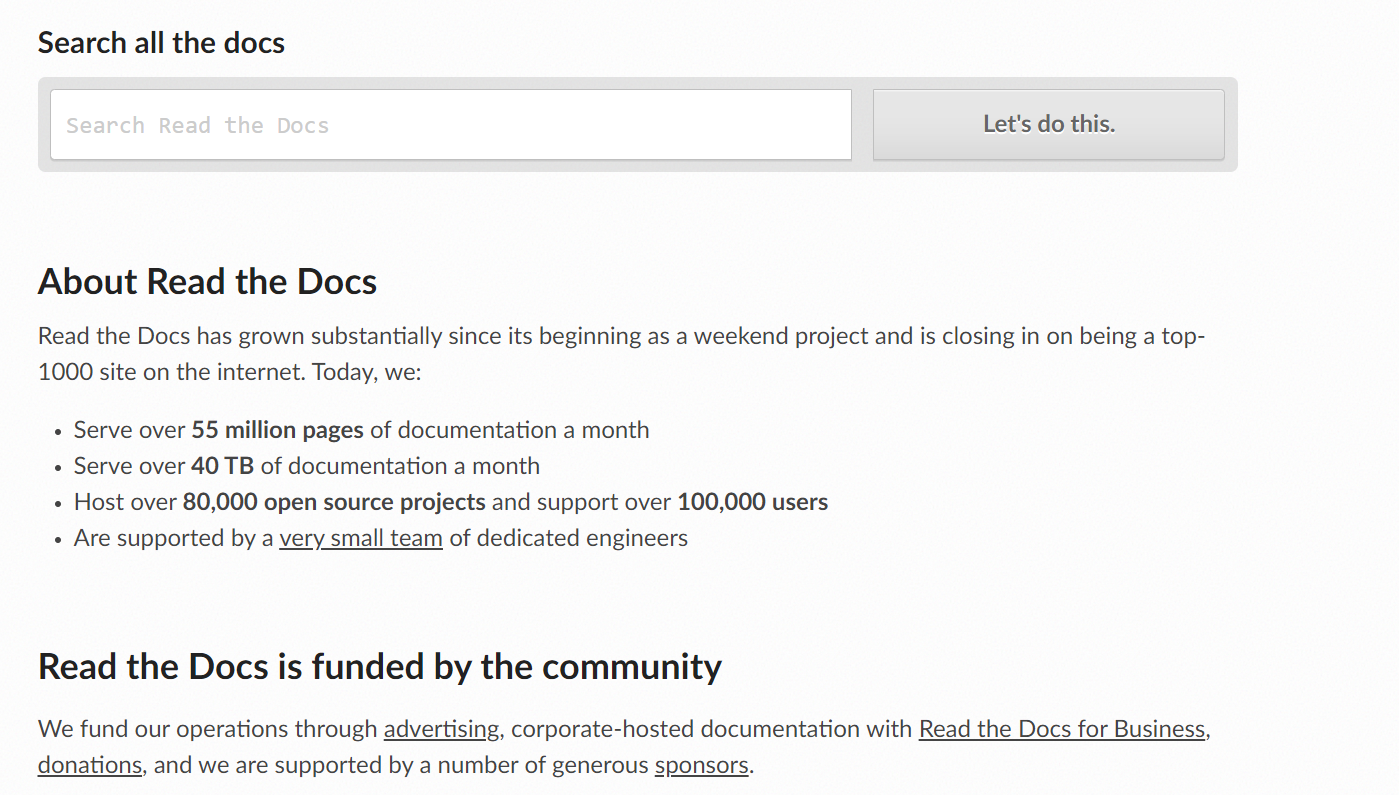 Search all the docs
Search Read the Docs
Let's do this.
About Read the Docs
Read the Docs has grown substantially since its beginning as a weekend project and is closing in on being a top-
1000 site on the internet. Today, we:
• Serve over 55 million pages of documentation a month
• Serve over 40 TB of documentation a month
• Host over 80,000 open source projects and support over 100,000 users
• Are supported by a very small team of dedicated engineers
Read the Docs is funded by the community
We fund our operations through advertising, corporate-hosted documentation with Read the Docs for Business,
donations, and we are supported by a number of generous sponsors.